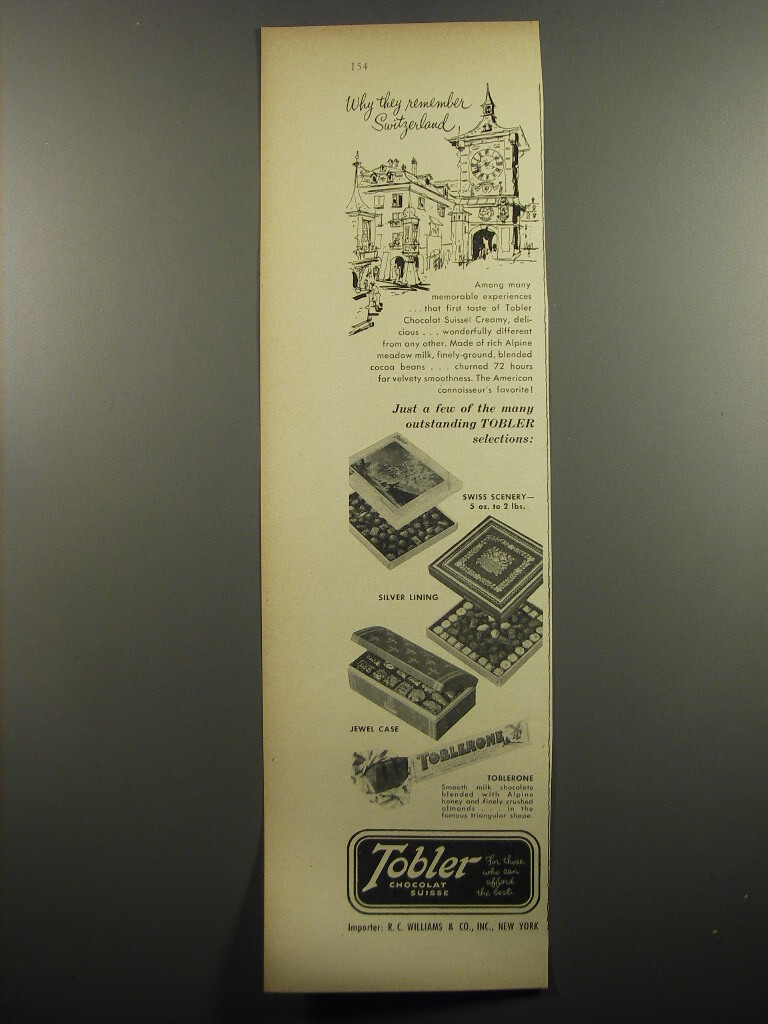 154
Why they remember
Switzerland
Among many
memorable experiences
. . . that first taste of Tobler
Chocolat Suisse! Creamy, deli-
cious . . . wonderfully different
from any other. Made of rich Alpine
meadow milk, finely-ground, blended
cocoa beans . . . churned 72 hours
for velvety smoothness. The American
connoisseur's favorite!
Just a few of the many
outstanding TOBLER
selections:
SWISS SCENERY—
5 oz. to 2 lbs.
SILVER LINING
JEWEL CASE
TOBLERONE
TOBLERONE
Smooth milk chocolate
blended with Alpine
honey and finely crushed
almonds . . . in the
famous triangular shape.
Tobler
CHOCOLAT
SUISSE
For those
who can
afford
the best.
Importer: R. C. WILLIAMS & CO., INC., NEW YORK